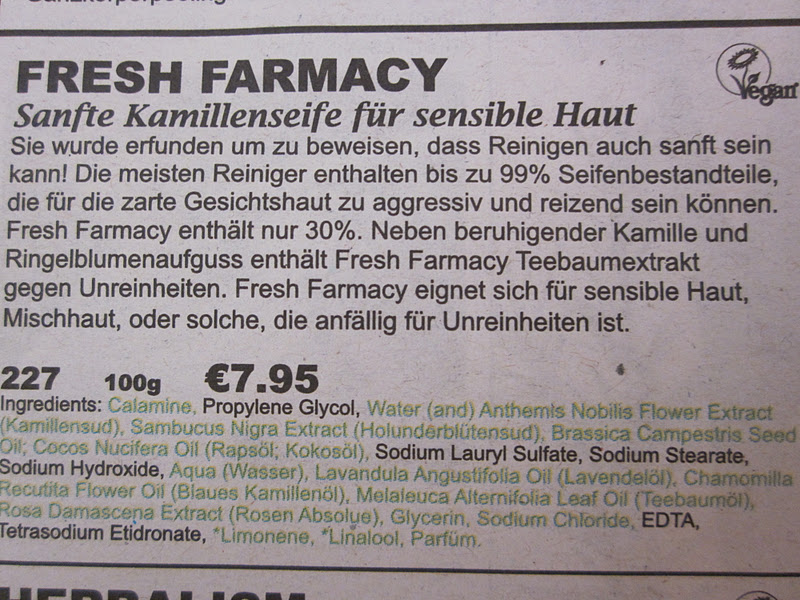 FRESH FARMACY
Vegan
Sanfte Kamillenseife für sensible Haut
Sie wurde erfunden um zu beweisen, dass Reinigen auch sanft sein
kann! Die meisten Reiniger enthalten bis zu 99% Seifenbestandteile,
die für die zarte Gesichtshaut zu aggressiv und reizend sein können.
Fresh Farmacy enthält nur 30%. Neben beruhigender Kamille und
Ringelblumenaufguss enthält Fresh Farmacy Teebaumextrakt
gegen Unreinheiten. Fresh Farmacy eignet sich für sensible Haut,
Mischhaut, oder solche, die anfällig für Unreinheiten ist.
227 100g €7.95
Ingredients: Calamine, Propylene Glycol, Water (and) Anthemis Nobilis Flower Extract
(Kamillensud), Sambucus Nigra Extract (Holunderblütensud), Brassica Campestris Seed
Oil; Cocos Nucifera Oil (Rapsöl; Kokosöl), Sodium Lauryl Sulfate, Sodium Stearate,
Sodium Hydroxide, Aqua (Wasser), Lavandula Angustifolia Oil (Lavendelöl), Chamomilla
Recutita Flower Oil (Blaues Kamillenöl), Melaleuca Alternifolia Leaf Oil (Teebaumöl),
Rosa Damascena Extract (Rosen Absolue), Glycerin, Sodium Chloride, EDTA,
Tetrasodium Etidronate, *Limonene, *Linalool, Parfüm.
HERBALISM